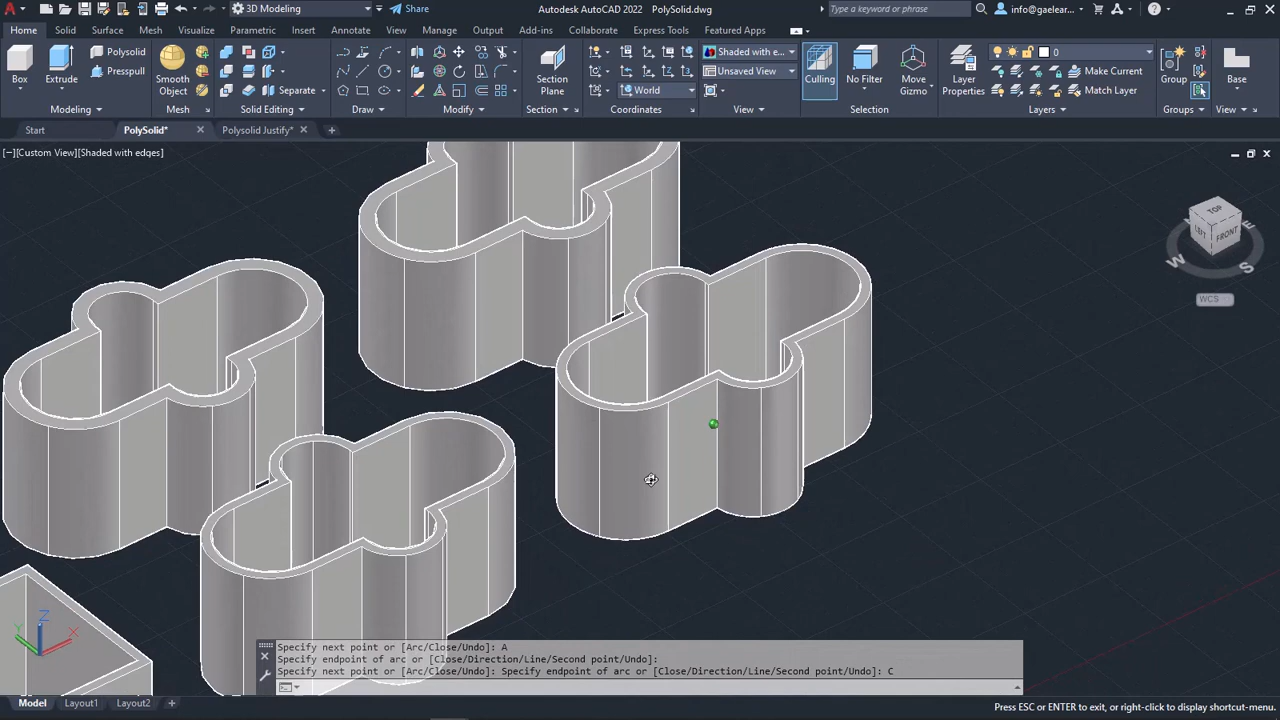 3D Modeling
Share
Autodesk AutoCAD 2022 PolySolid.dwg
Type a keyword or phrase
info@gaelear...
Home Solid Surface Mesh Visualize Parametric Insert Annotate View Manage Output Add-ins Collaborate Express Tools Featured Apps
Box
Extrude
Polysolid
Presspull
Smooth
Object
Separate
Section
Plane
World
Shaded with e...
Unsaved View
Culling
No Filter
Move
Gizmo
Layer
Properties
0
Make Current
Match Layer
Group
Base
Modeling Mesh Solid Editing Draw Modify Section Coordinates View Selection Layers Groups View
Start PolySolid* Polysolid Justify*
[−][Custom View][Shaded with edges]
TOP
LEFT
FRONT
W
S
E
WCS
Z
Y
X
Specify next point or [Arc/Close/Undo]: A
Specify endpoint of arc or [Close/Direction/Line/Second point/Undo]:
Specify next point or [Arc/Close/Undo]: Specify endpoint of arc or [Close/Direction/Line/Second point/Undo]: C
Model Layout1 Layout2
Press ESC or ENTER to exit, or right-click to display shortcut-menu.